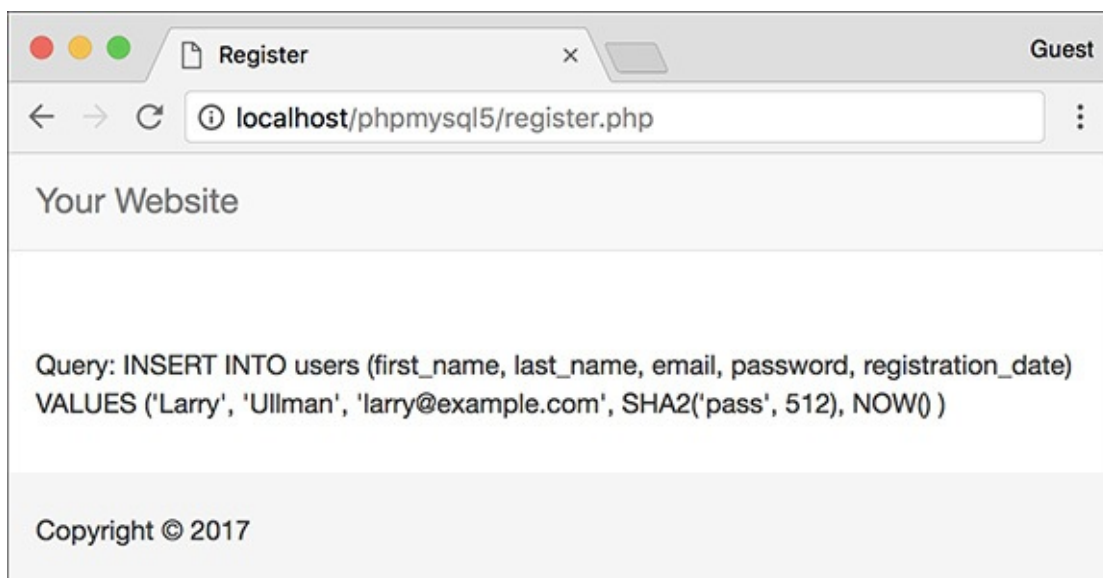 Register
Guest
localhost/phpmysql5/register.php
Your Website
Query: INSERT INTO users (first_name, last_name, email, password, registration_date)
VALUES ('Larry', 'Ullman', 'larry@example.com', SHA2('pass', 512), NOW() )
Copyright © 2017